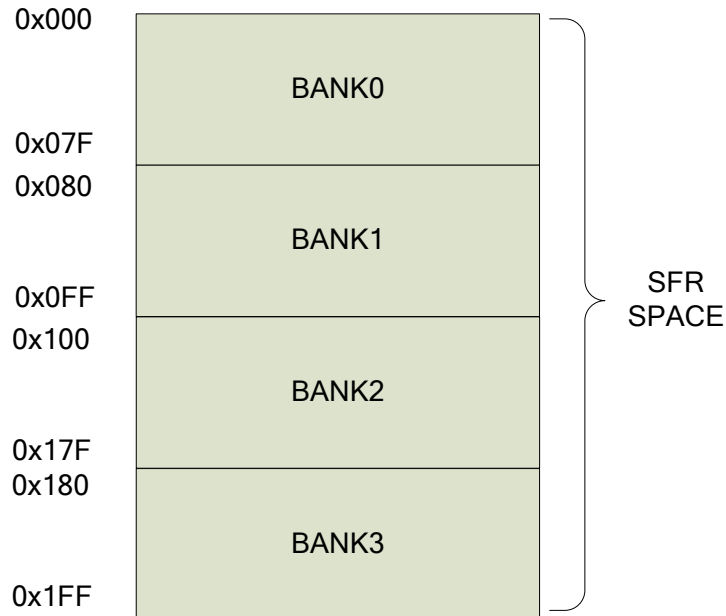 0x000
BANK0
0x07F
0x080
BANK1
0x0FF
0x100
BANK2
0x17F
0x180
BANK3
0x1FF
SFR
SPACE